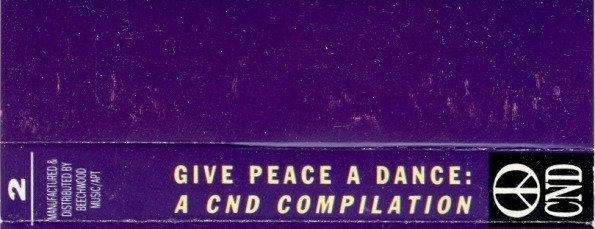 2
MANUFACTURED &
DISTRIBUTED BY
BEECHWOOD
MUSIC/APT
GIVE PEACE A DANCE:
A CND COMPILATION
CND